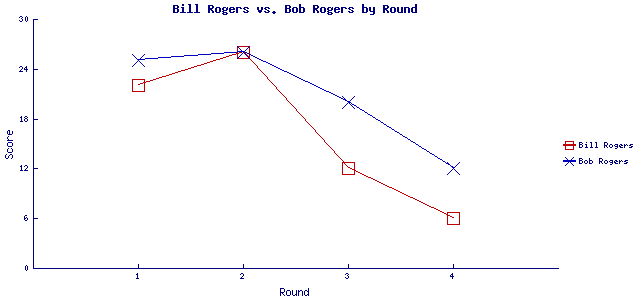 Bill Rogers vs. Bob Rogers by Round
30
24
18
12
6
0
Score
1 2 3 4
Round
Bill Rogers
Bob Rogers